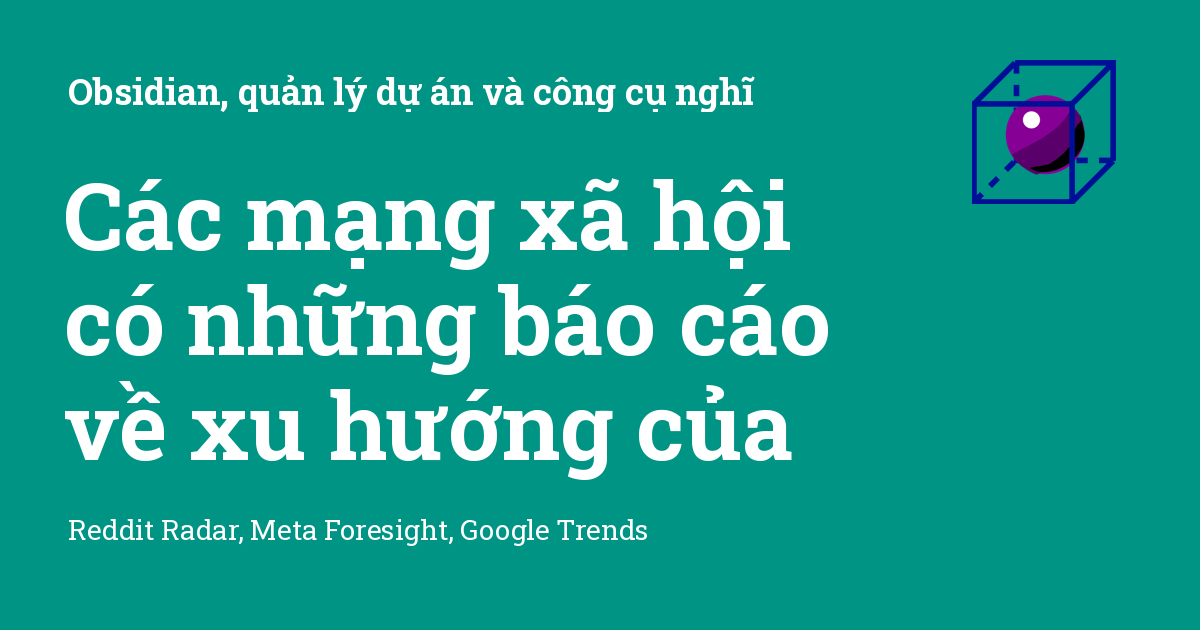 Obsidian, quản lý dự án và công cụ nghĩ
Các mạng xã hội
có những báo cáo
về xu hướng của
Reddit Radar, Meta Foresight, Google Trends